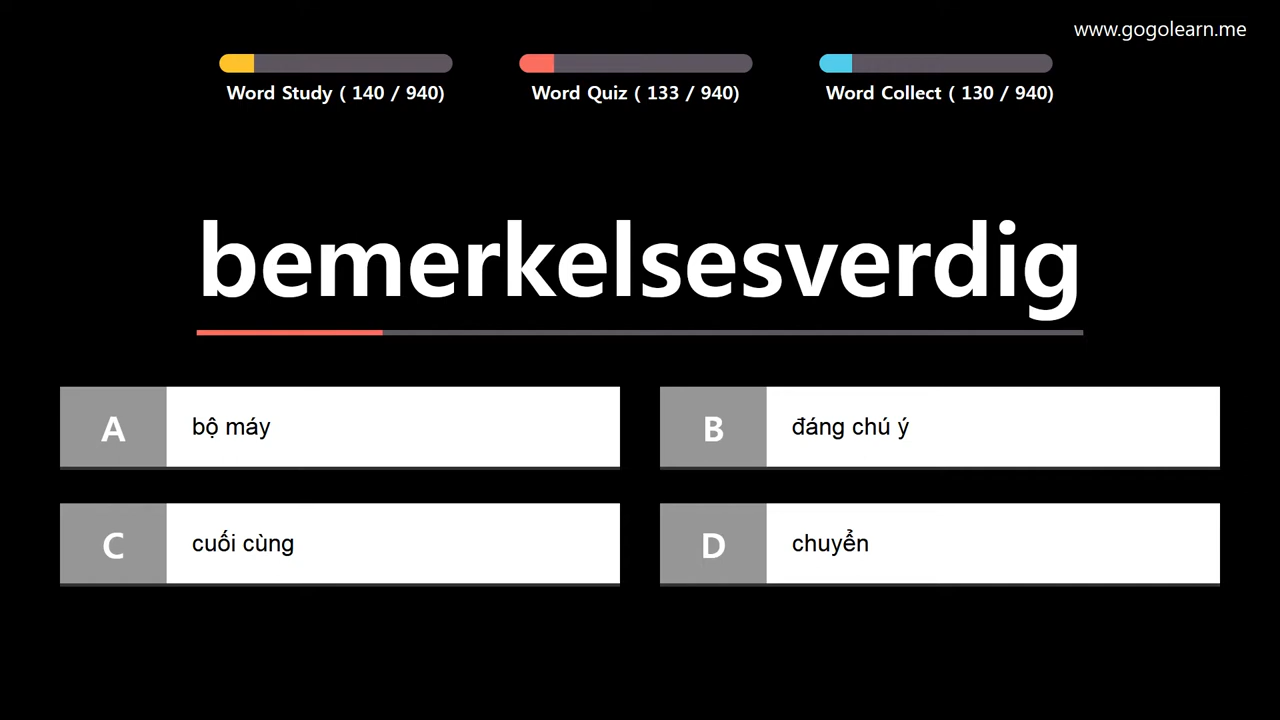 www.gogolearn.me
Word Study ( 140 / 940)
Word Quiz ( 133 / 940)
Word Collect ( 130 / 940)
bemerkelsesverdig
A bộ máy
B đáng chú ý
C cuối cùng
D chuyển